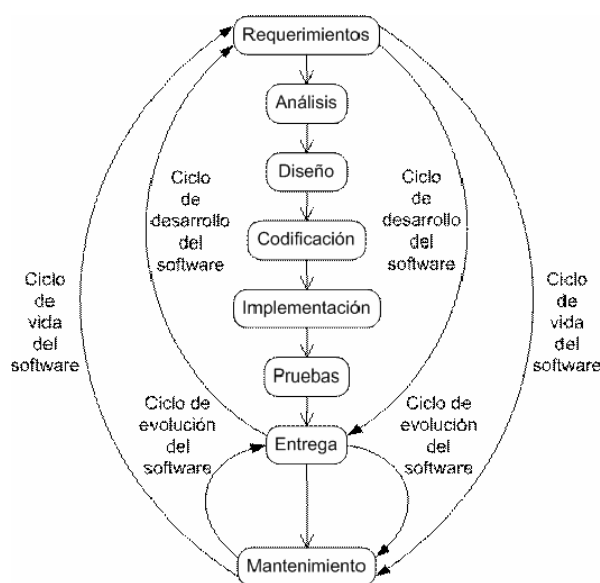 Requerimientos
Análisis
Diseño
Codificación
Implementación
Pruebas
Entrega
Mantenimiento
Ciclo
de
desarrollo
del
software
Ciclo
de
desarrollo
del
software
Ciclo
de
vida
del
software
Ciclo
de
vida
del
software
Ciclo de
evolución
del
software
Ciclo de
evolución
del
software